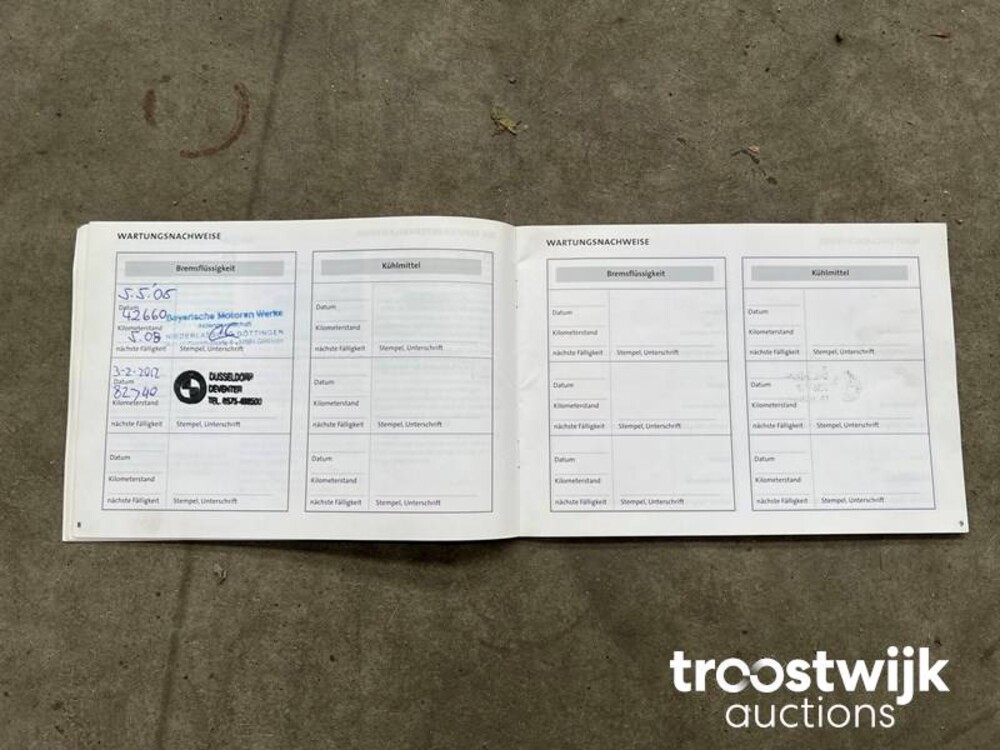 WARTUNGSNACHWEISE
Bremsflüssigkeit
5.5.'06
Datum
42660
Kilometerstand
5.08
nächste Fälligkeit
Bayerische Motoren Werke
Aktiengesellschaft
NIEDERLASSUNG GÖTTINGEN
Stempel, Unterschrift
3-2-2012
Datum
82740
Kilometerstand
nächste Fälligkeit
DUSSELDORP
DEVENTER
TEL.
Stempel, Unterschrift
Datum
Kilometerstand
nächste Fälligkeit Stempel, Unterschrift
8
Kühlmittel
Datum
Kilometerstand
nächste Fälligkeit Stempel, Unterschrift
Datum
Kilometerstand
nächste Fälligkeit Stempel, Unterschrift
Datum
Kilometerstand
nächste Fälligkeit Stempel, Unterschrift
WARTUNGSNACHWEISE
Bremsflüssigkeit
Datum
Kilometerstand
nächste Fälligkeit Stempel, Unterschrift
Datum
Kilometerstand
nächste Fälligkeit Stempel, Unterschrift
Datum
Kilometerstand
nächste Fälligkeit Stempel, Unterschrift
Kühlmittel
Datum
Kilometerstand
nächste Fälligkeit Stempel, Unterschrift
Datum
Kilometerstand
nächste Fälligkeit Stempel, Unterschrift
Datum
Kilometerstand
nächste Fälligkeit Stempel, Unterschrift
9
troostwijk
auctions